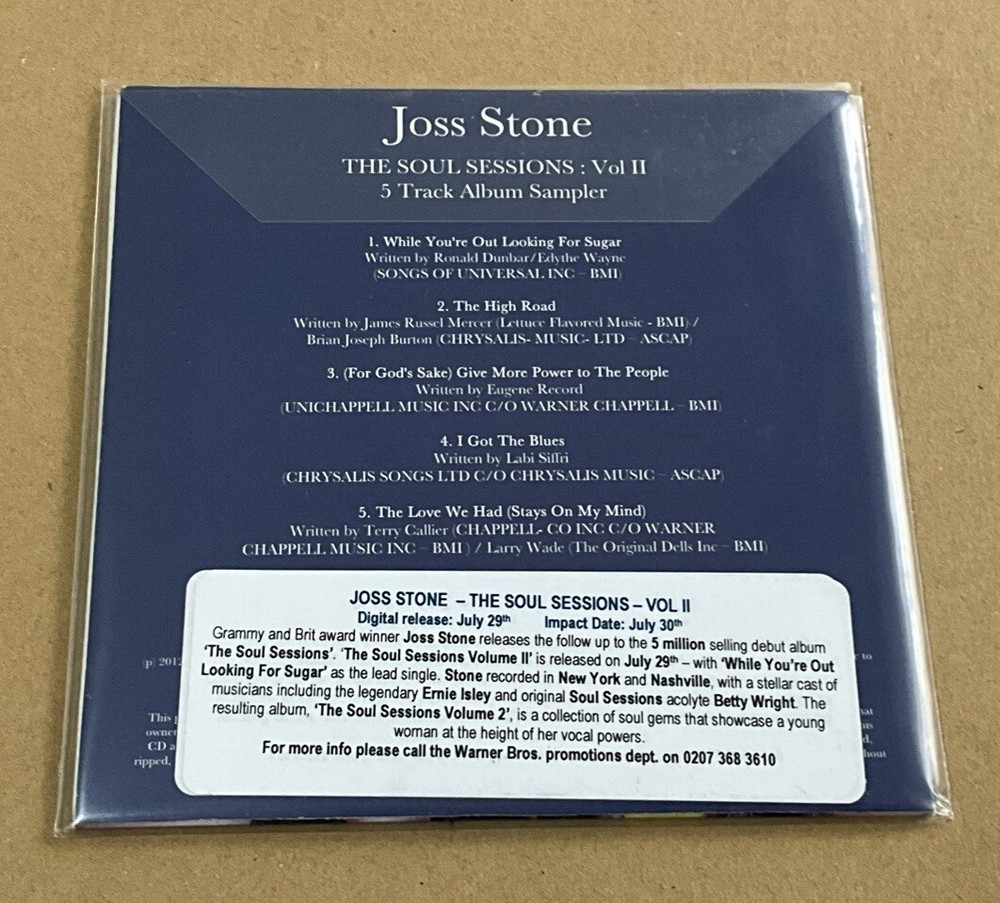 Joss Stone
THE SOUL SESSIONS : Vol II
5 Track Album Sampler
1. While You're Out Looking For Sugar
Written by Ronald Dunbar/Edythe Wayne
(SONGS OF UNIVERSAL INC – BMI)
2. The High Road
Written by James Russel Mercer (Lettuce Flavored Music - BMI) /
Brian Joseph Burton (CHRYSALIS- MUSIC- LTD – ASCAP)
3. (For God's Sake) Give More Power to The People
Written by Eugene Record
(UNICHAPPELL MUSIC INC C/O WARNER CHAPPELL – BMI)
4. I Got The Blues
Written by Labi Siffri
(CHRYSALIS SONGS LTD C/O CHRYSALIS MUSIC – ASCAP)
5. The Love We Had (Stays On My Mind)
Written by Terry Callier (CHAPPELL- CO INC C/O WARNER
CHAPPELL MUSIC INC – BMI ) / Larry Wade (The Original Dells Inc – BMI)
JOSS STONE – THE SOUL SESSIONS – VOL II
Digital release: July 29th Impact Date: July 30th
Grammy and Brit award winner Joss Stone releases the follow up to the 5 million selling debut album
'The Soul Sessions'. 'The Soul Sessions Volume II' is released on July 29th – with 'While You're Out
Looking For Sugar' as the lead single. Stone recorded in New York and Nashville, with a stellar cast of
musicians including the legendary Ernie Isley and original Soul Sessions acolyte Betty Wright. The
resulting album, 'The Soul Sessions Volume 2', is a collection of soul gems that showcase a young
woman at the height of her vocal powers.
For more info please call the Warner Bros. promotions dept. on 0207 368 3610
(p) 2012
to
This
owner
CD a
ripped,